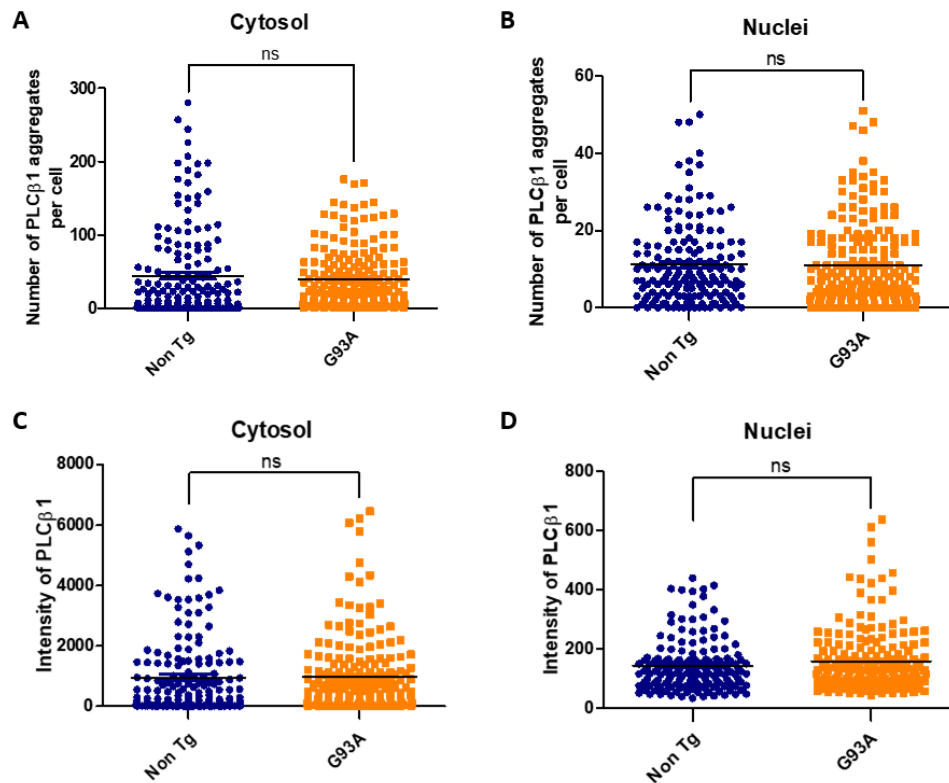 A
Cytosol
ns
Number of PLCβ1 aggregates
per cell
300
200
100
0
Non Tg
G93A
B
Nuclei
ns
Number of PLCβ1 aggregates
per cell
60
40
20
0
Non Tg
G93A
C
Cytosol
ns
Intensity of PLCβ1
8000
6000
4000
2000
0
Non Tg
G93A
D
Nuclei
ns
Intensity of PLCβ1
800
600
400
200
0
Non Tg
G93A